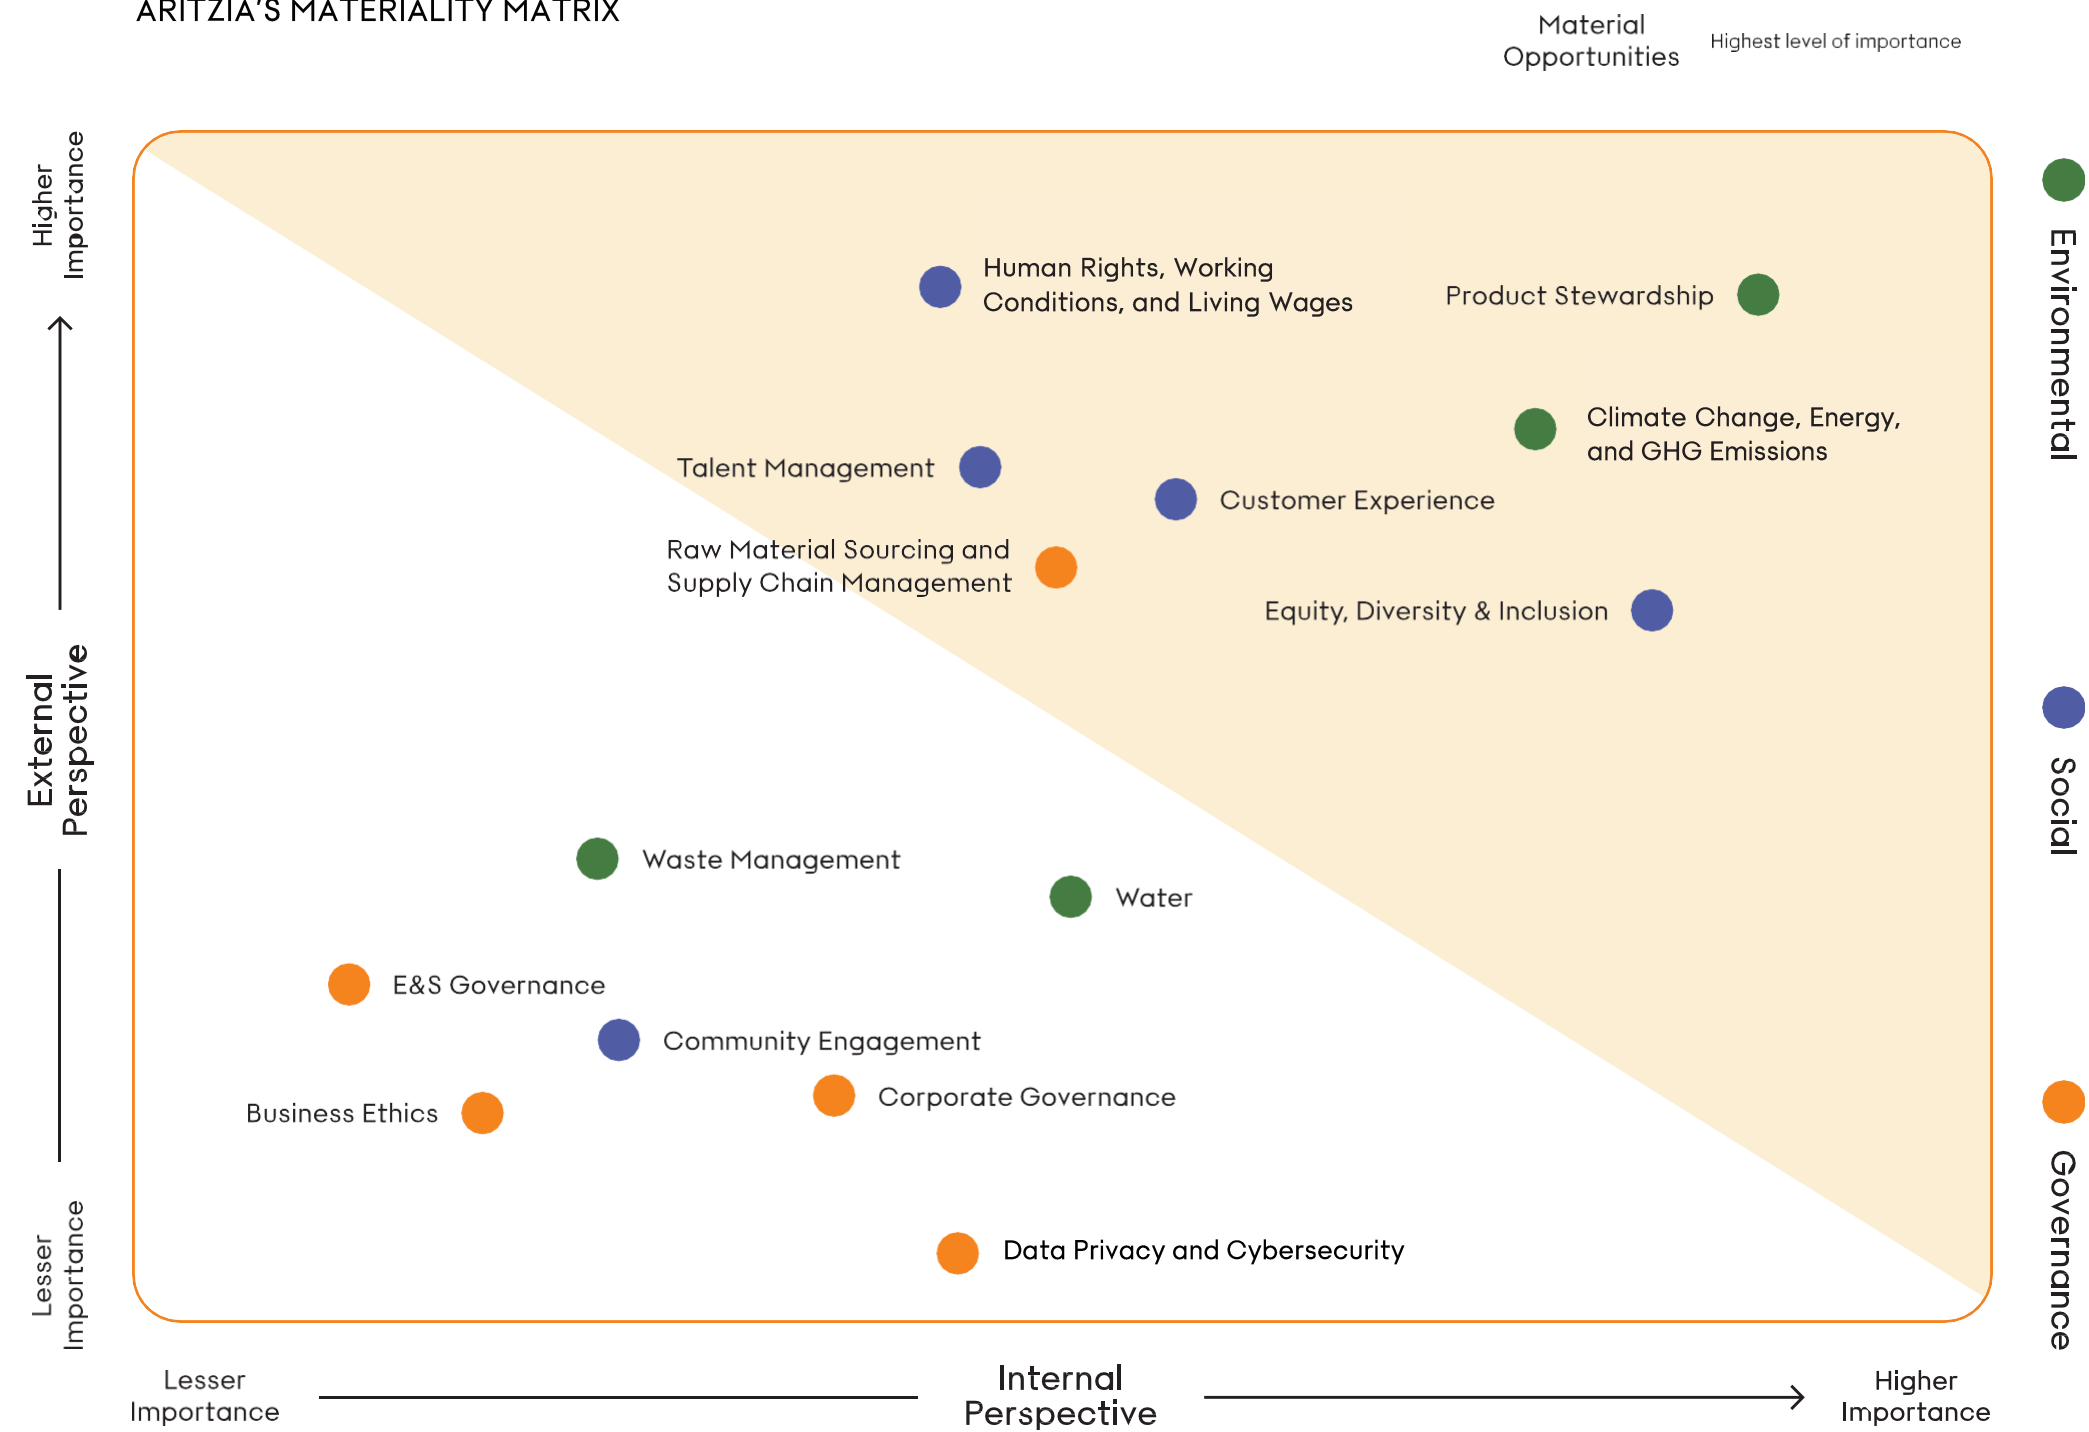 ARITZIA'S MATERIALITY MATRIX
Material
Opportunities
Highest level of importance
Higher
Importance
External
Perspective
Lesser
Importance
Human Rights, Working
Conditions, and Living Wages
Product Stewardship
Climate Change, Energy,
and GHG Emissions
Talent Management
Customer Experience
Raw Material Sourcing and
Supply Chain Management
Equity, Diversity & Inclusion
Waste Management
Water
E&S Governance
Community Engagement
Corporate Governance
Business Ethics
Data Privacy and Cybersecurity
Environmental
Social
Governance
Lesser
Importance
Internal
Perspective
Higher
Importance